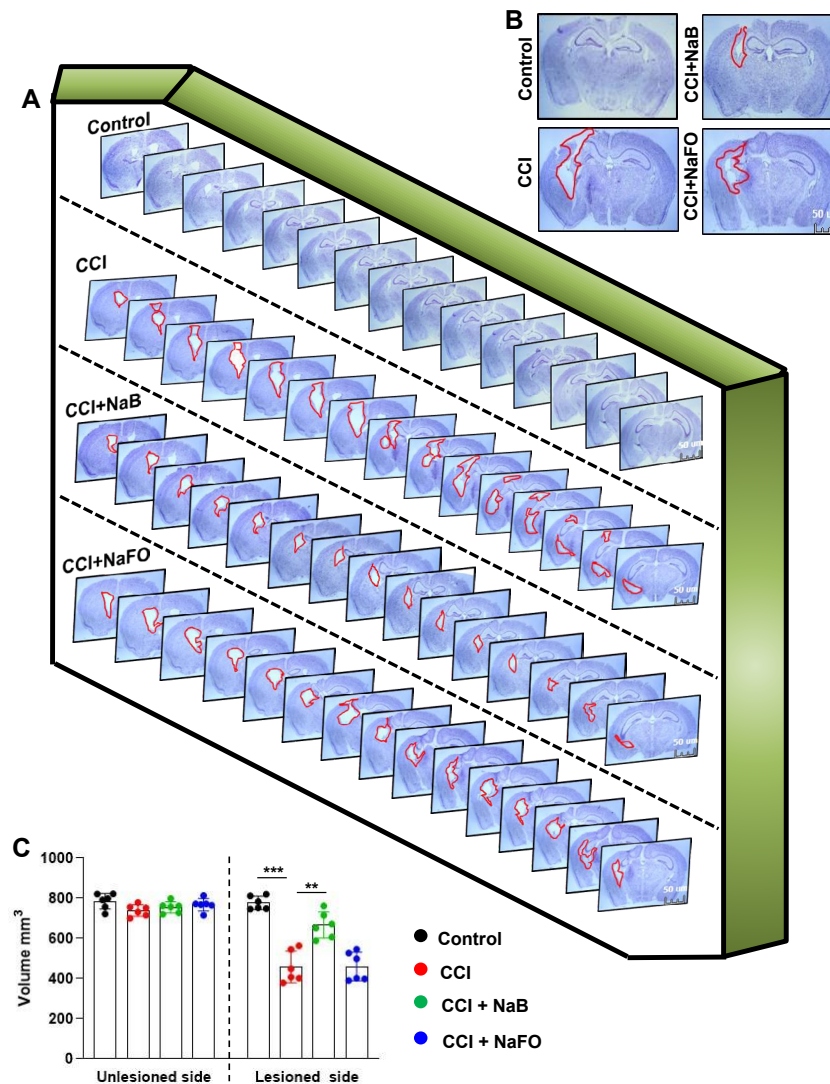 B
Control
CCI+NaB
CCI
CCI+NaFO
50 u
A
Control
CCI
CCI+NaB
CCI+NaFO
50 um
50 um
50 um
50 um
C
Volume mm³
1000
800
600
400
200
0
***
**
Unlesioned side
Lesioned side
Control
CCI
CCI + NaB
CCI + NaFO